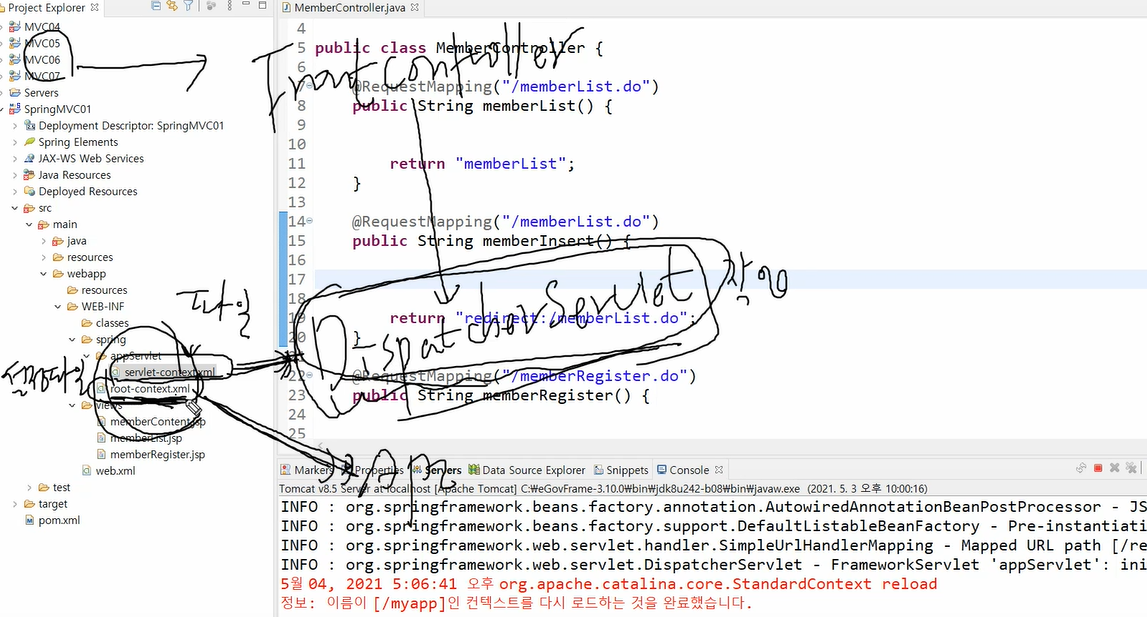 Project Explorer
MVC04
MVC05
MVC06
MVC07
Servers
SpringMVC01
Deployment Descriptor: SpringMVC01
Spring Elements
JAX-WS Web Services
Java Resources
Deployed Resources
src
main
java
resources
webapp
resources
WEB-INF
classes
spring
appServlet
servlet-context.xml
root-context.xml
views
memberContent.jsp
memberList.jsp
memberRegister.jsp
web.xml
test
target
pom.xml
파일
설정파일
MemberController.java
4
5 public class MemberController {
6
7 @RequestMapping("/memberList.do")
8 public String memberList() {
9
10
11 return "memberList";
12 }
13
14 @RequestMapping("/memberList.do")
15 public String memberInsert() {
16
17
18
19 return "redirect:/memberList.do";
20 }
21
22 @RequestMapping("/memberRegister.do")
23 public String memberRegister() {
24
25
FrontController
DispatcherServlet
Markers Properties Servers Data Source Explorer Snippets Console
Tomcat v8.5 Server at localhost [Apache Tomcat] C:₩eGovFrame-3.10.0₩bin₩jdk8u242-b08₩bin₩javaw.exe (2021. 5. 3 오후 10:00:16)
INFO : org.springframework.beans.factory.annotation.AutowiredAnnotationBeanPostProcessor - JS
INFO : org.springframework.beans.factory.support.DefaultListableBeanFactory - Pre-instantiati
INFO : org.springframework.web.servlet.handler.SimpleUrlHandlerMapping - Mapped URL path [/re
INFO : org.springframework.web.servlet.DispatcherServlet - FrameworkServlet 'appServlet': ini
5월 04, 2021 5:06:41 오후 org.apache.catalina.core.StandardContext reload
정보: 이름이 [/myapp]인 컨텍스트를 다시 로드하는 것을 완료했습니다.